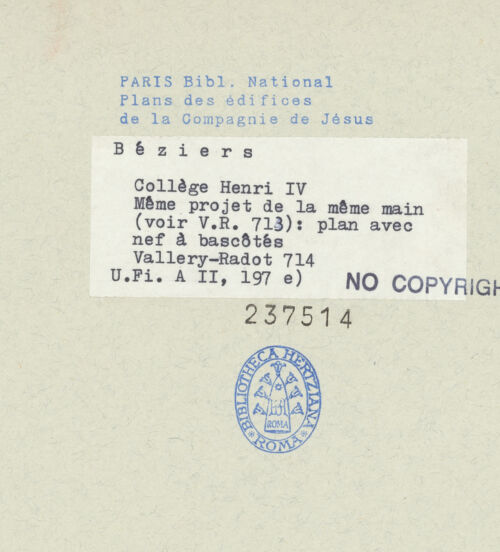 PARIS Bibl. National
Plans des édifices
de la Compagnie de Jésus
Béziers
Collège Henri IV
Même projet de la même main
(voir V.R. 713): plan avec
nef à bascôtés
Vallery-Radot 714
U.Fi. A II, 197 e)
NO COPYRIGH
237514
BIBLIOTHECA HERTZIANA
ROMA
ROMA